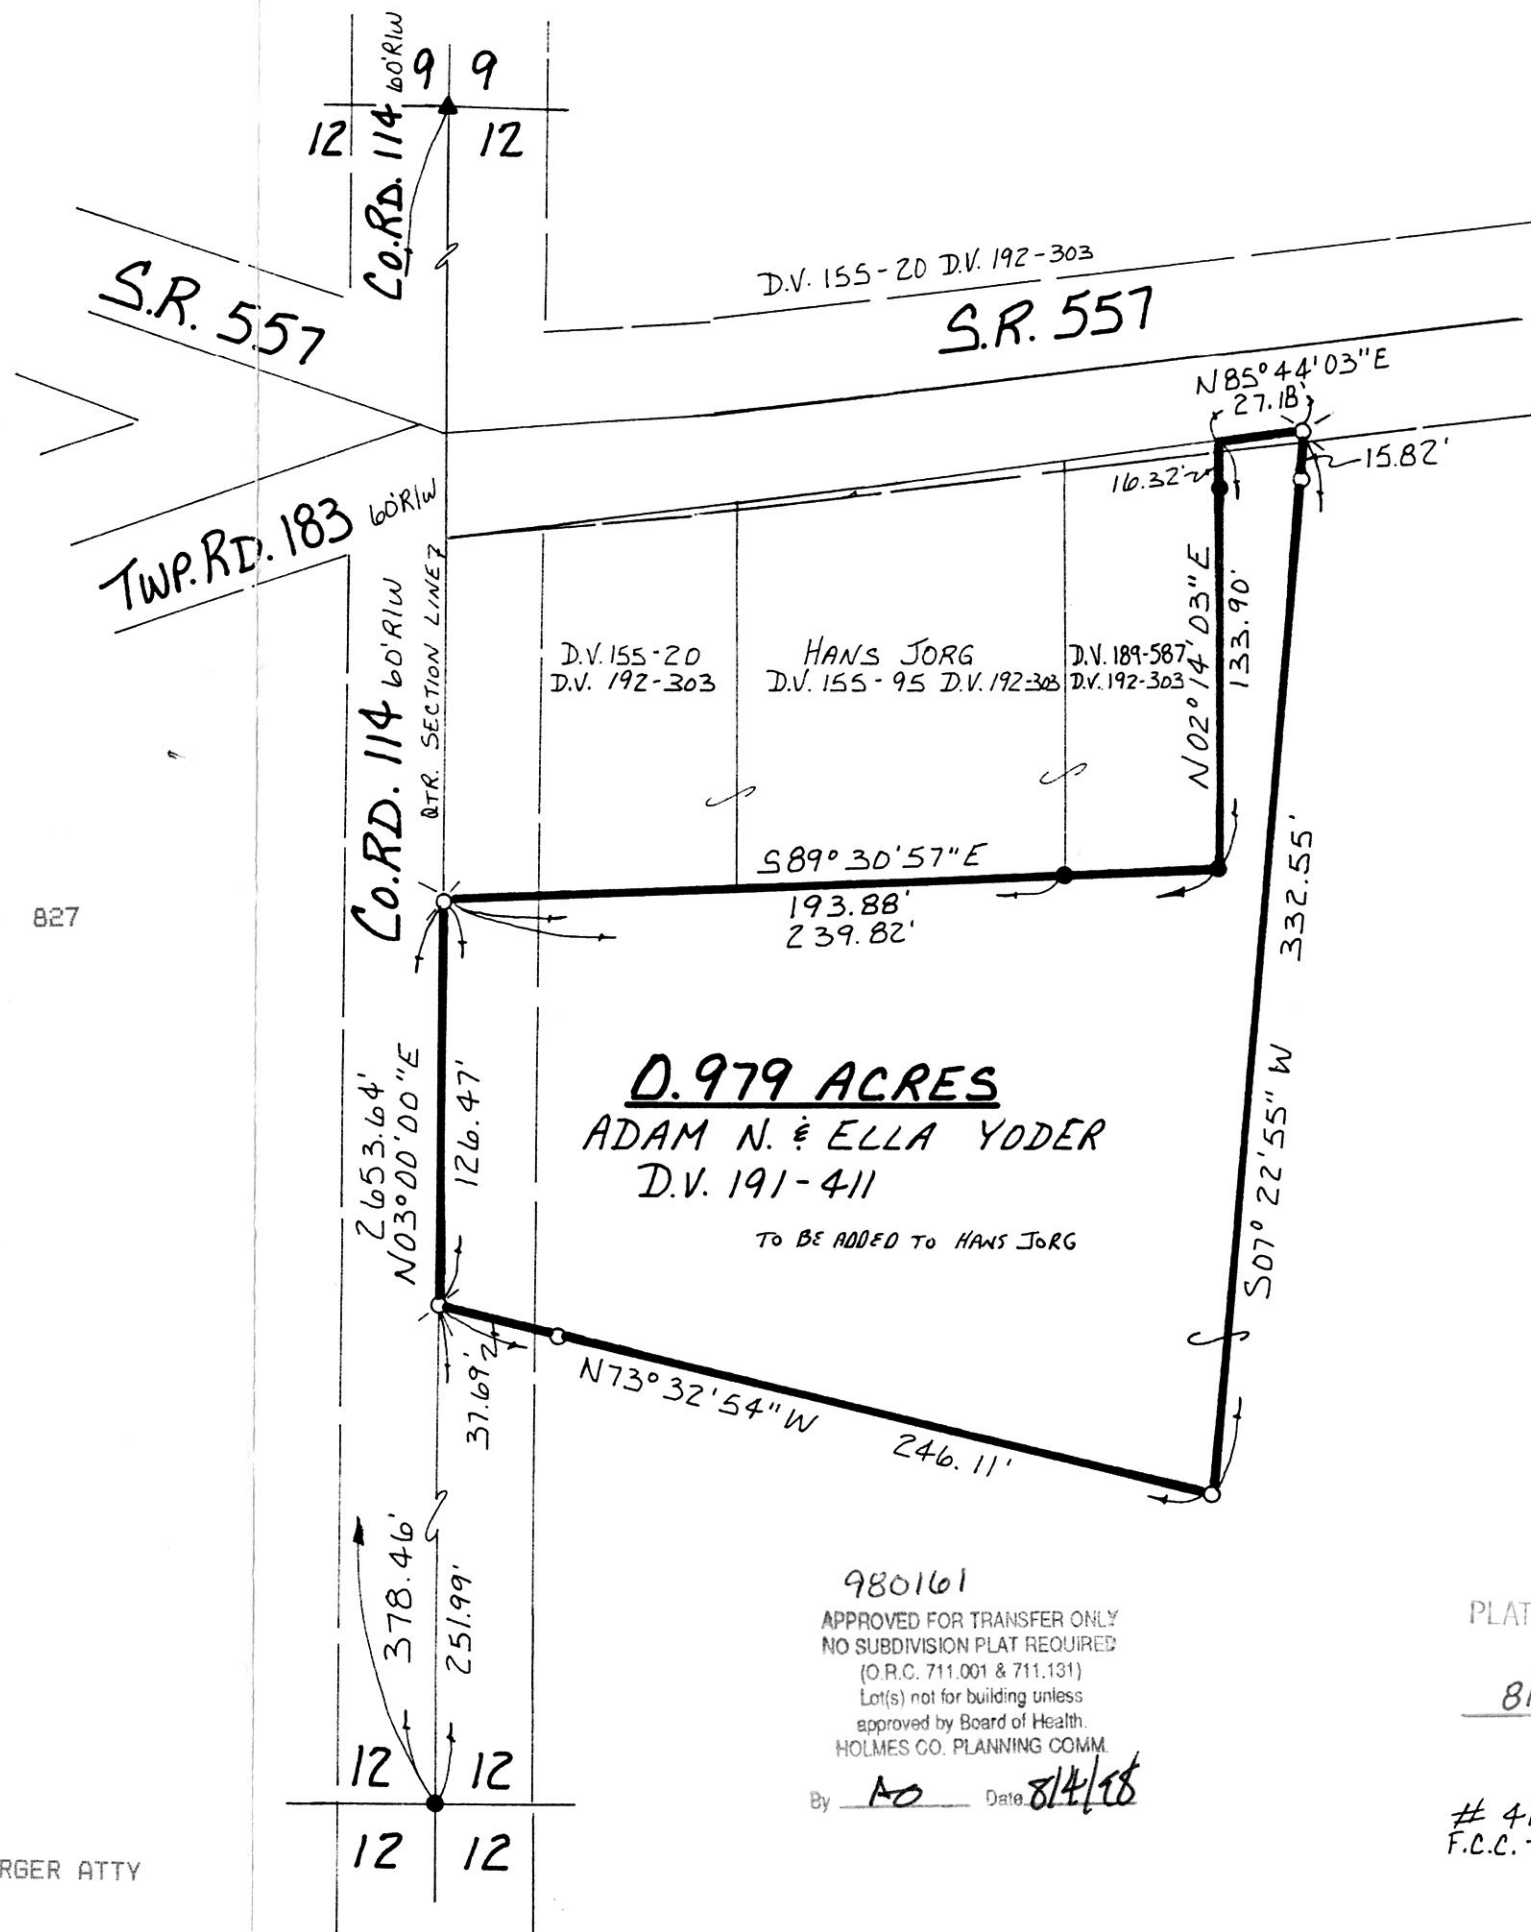 9 9
12 12
Co.RD. 114 60'R/W
S.R. 557
D.V. 155-20 D.V. 192-303
S.R. 557
N85°44'03"E
27.18'
15.82'
16.32'
TWP.RD. 183 60'R/W
Co.RD. 114 60'R/W
QTR. SECTION LINE
D.V. 155-20
D.V. 192-303
HANS JORG
D.V. 155-95 D.V. 192-303
D.V. 189-587
D.V. 192-303
N02°14'03"E
133.90'
S89°30'57"E
193.88'
239.82'
332.55'
S07°22'55"W
827
2653.64'
N03°00'00"E
126.47'
0.979 ACRES
ADAM N. & ELLA YODER
D.V. 191-411
TO BE ADDED TO HANS JORG
37.69'
N73°32'54"W
246.11'
378.46'
251.99'
980161
APPROVED FOR TRANSFER ONLY
NO SUBDIVISION PLAT REQUIRED
(O.R.C. 711.001 & 711.131)
Lot(s) not for building unless
approved by Board of Health.
HOLMES CO. PLANNING COMM.
By AO Date 8/4/98
PLAT
12 12
12 12
RGER ATTY
F.C.C.